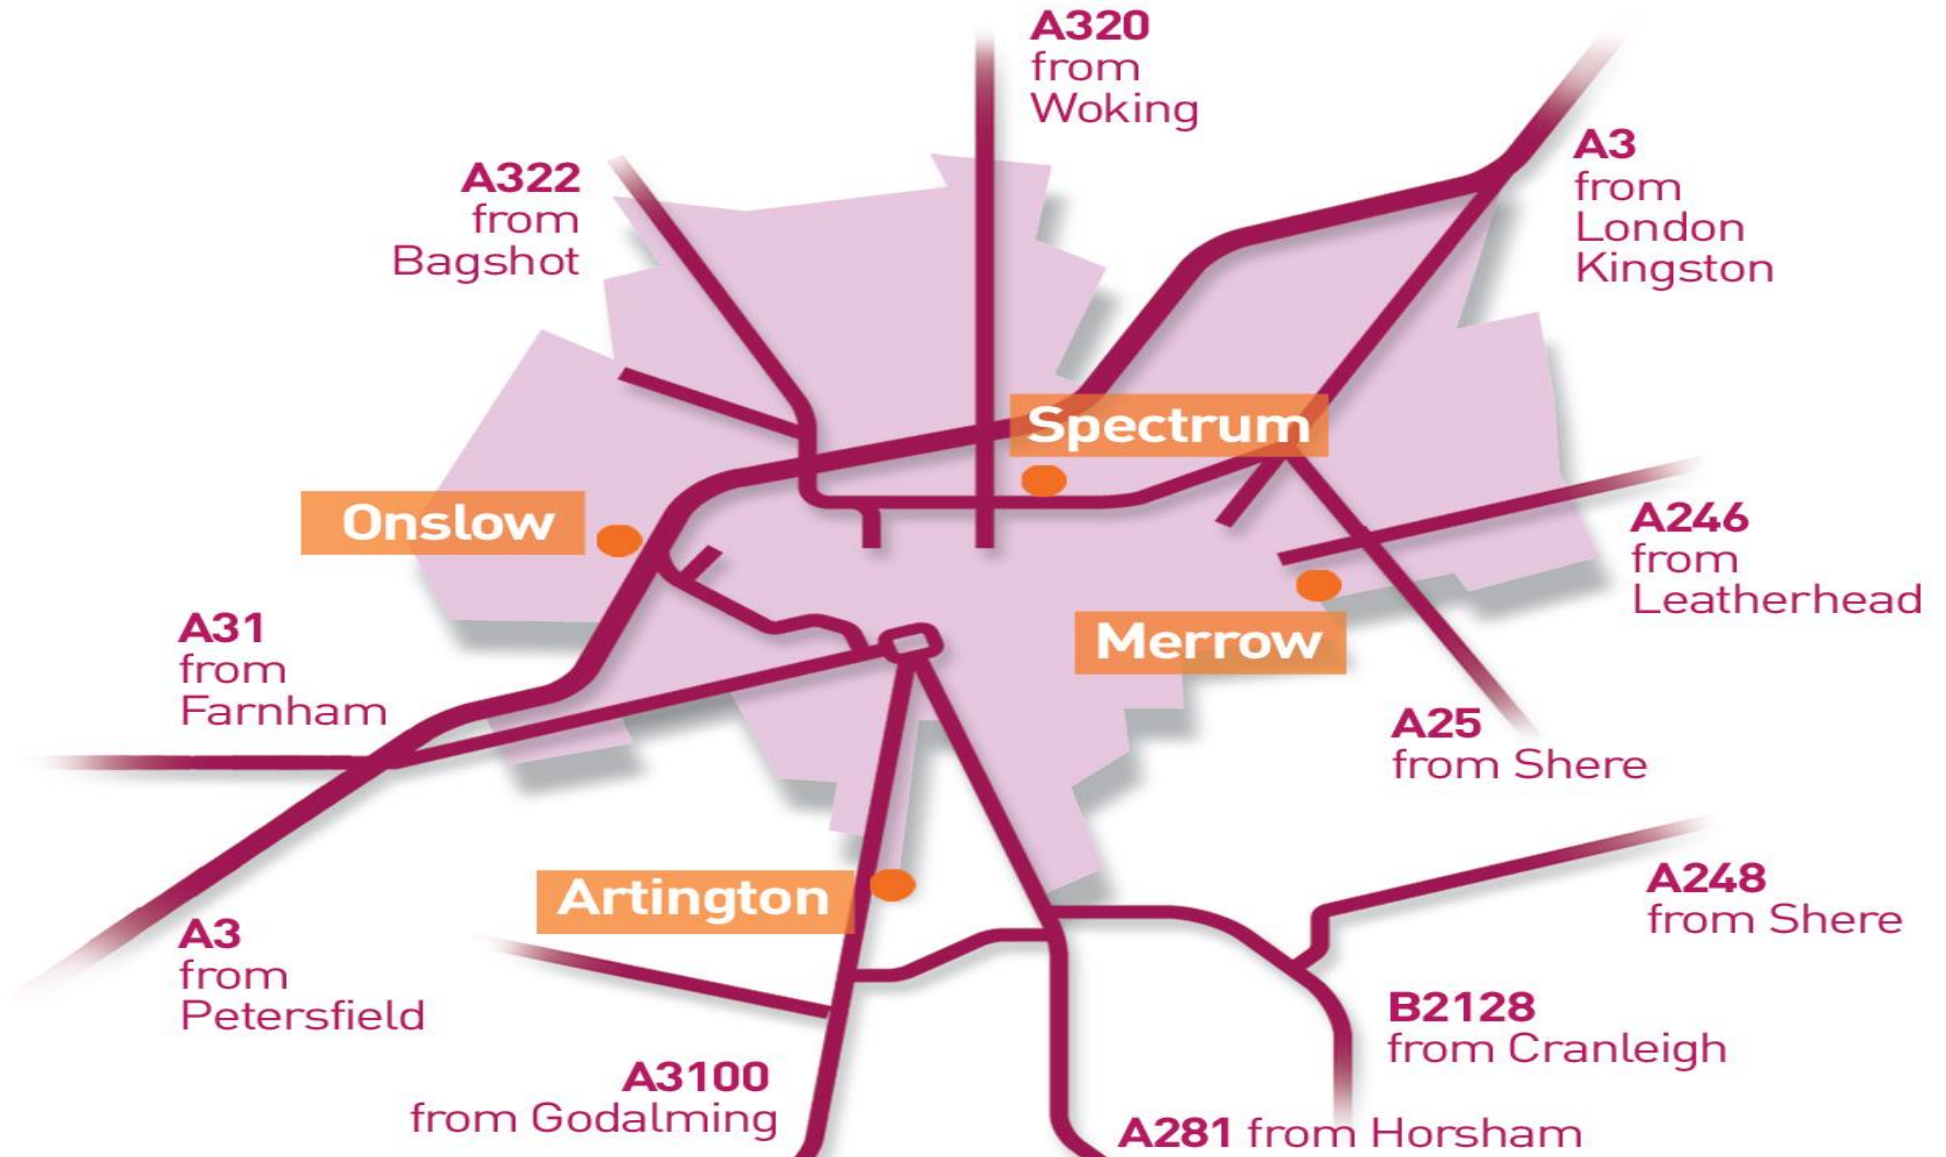 A320
from
Woking
A3
from
London
Kingston
A322
from
Bagshot
Spectrum
Onslow
A246
from
Leatherhead
Merrow
A31
from
Farnham
A25
from Shere
Artington
A248
from Shere
A3
from
Petersfield
B2128
from Cranleigh
A3100
from Godalming
A281 from Horsham